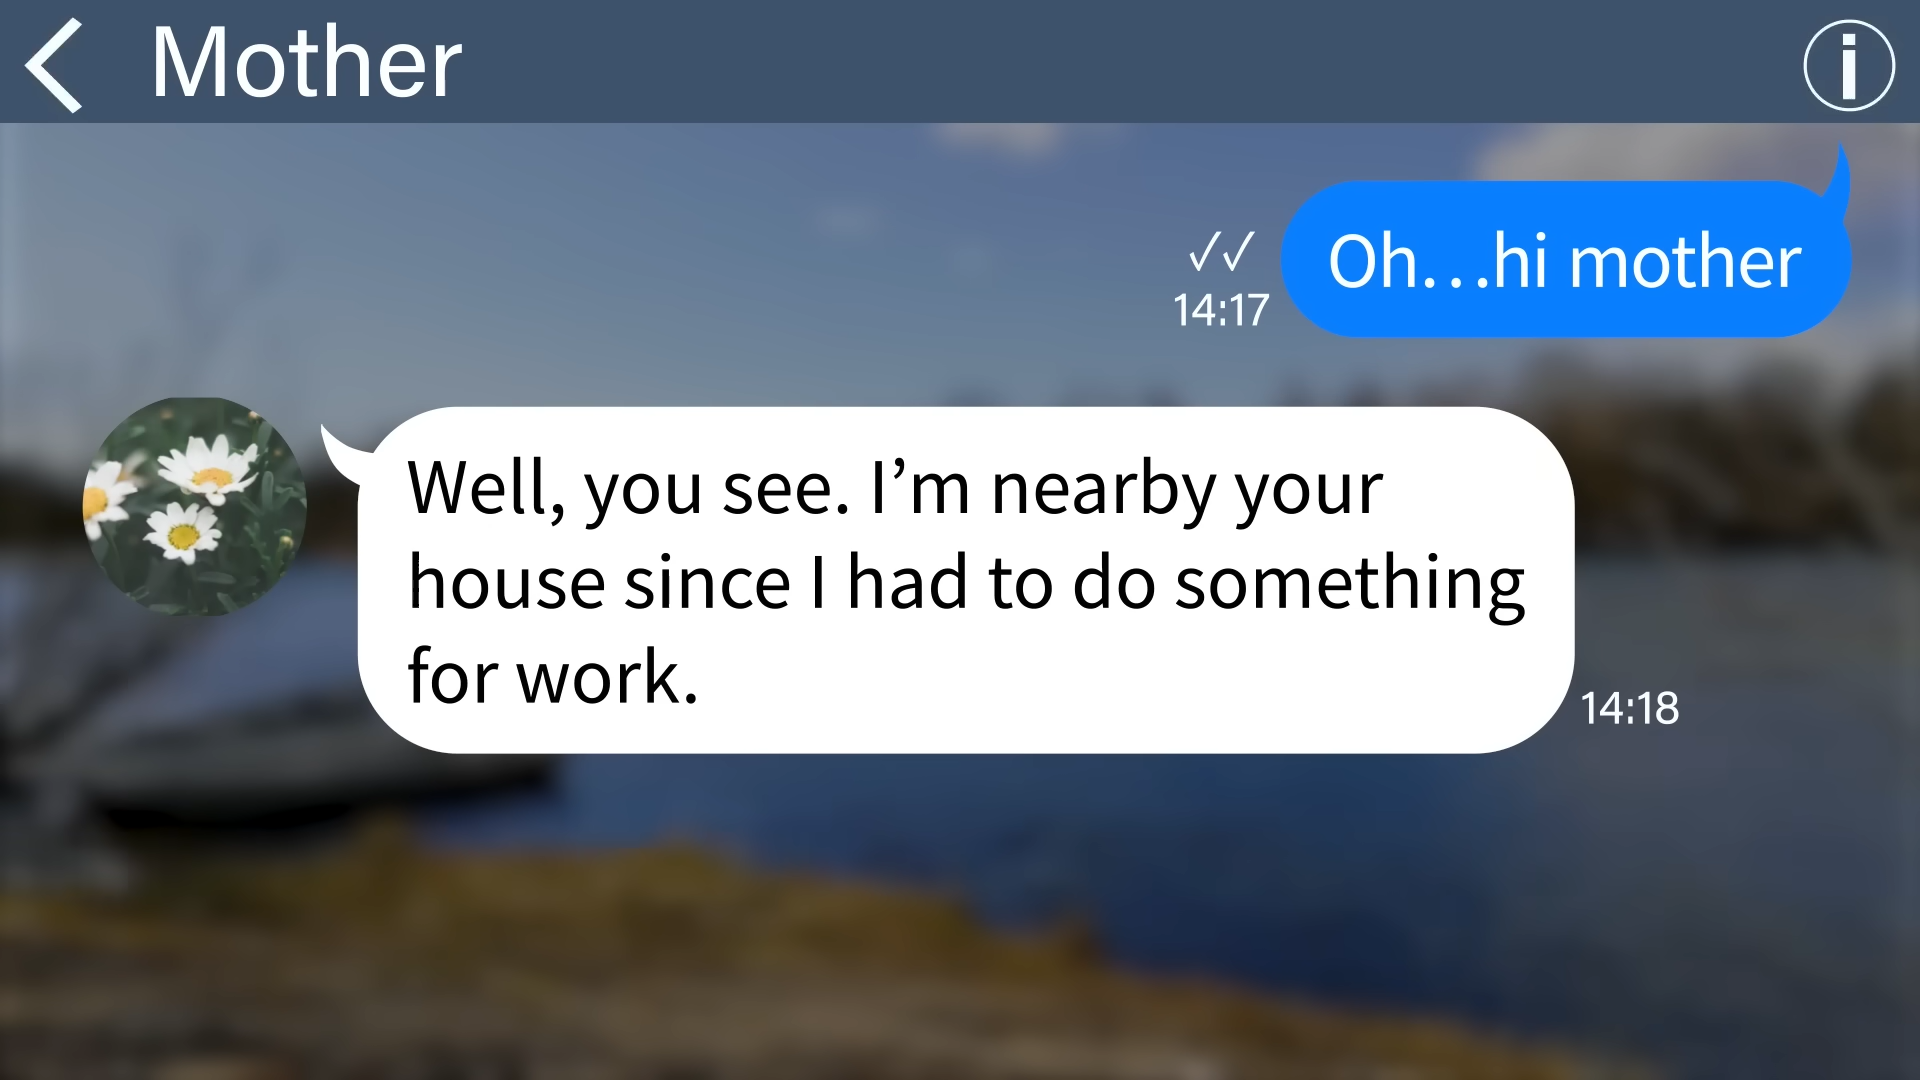 Mother
Oh…hi mother
14:17
Well, you see. I’m nearby your
house since I had to do something
for work.
14:18